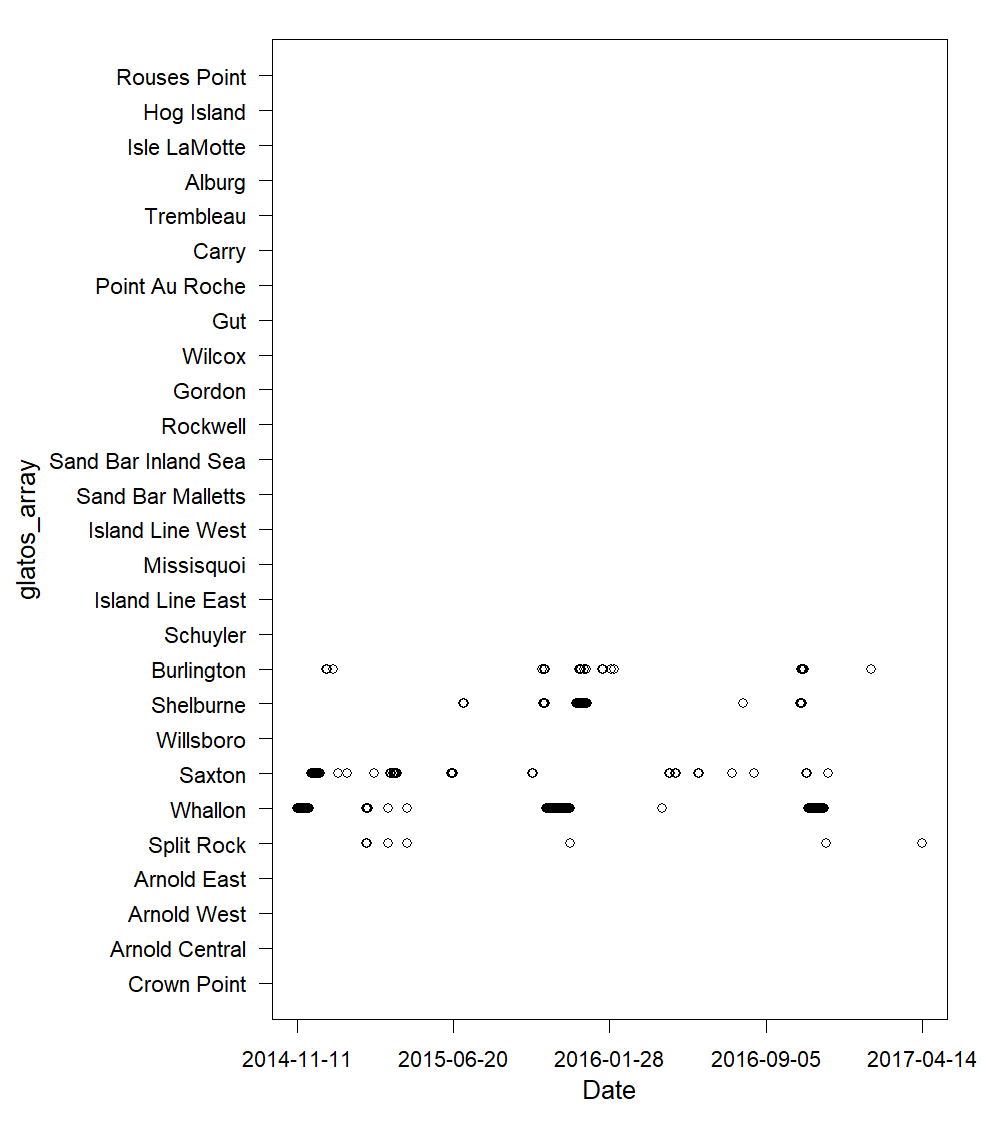 Rouses Point
Hog Island
Isle LaMotte
Alburg
Trembleau
Carry
Point Au Roche
Gut
Wilcox
Gordon
Rockwell
Sand Bar Inland Sea
Sand Bar Malletts
Island Line West
Missisquoi
Island Line East
Schuyler
Burlington
Shelburne
Willsboro
Saxton
Whallon
Split Rock
Arnold East
Arnold West
Arnold Central
Crown Point
glatos_array
2014-11-11 2015-06-20 2016-01-28 2016-09-05 2017-04-14
Date